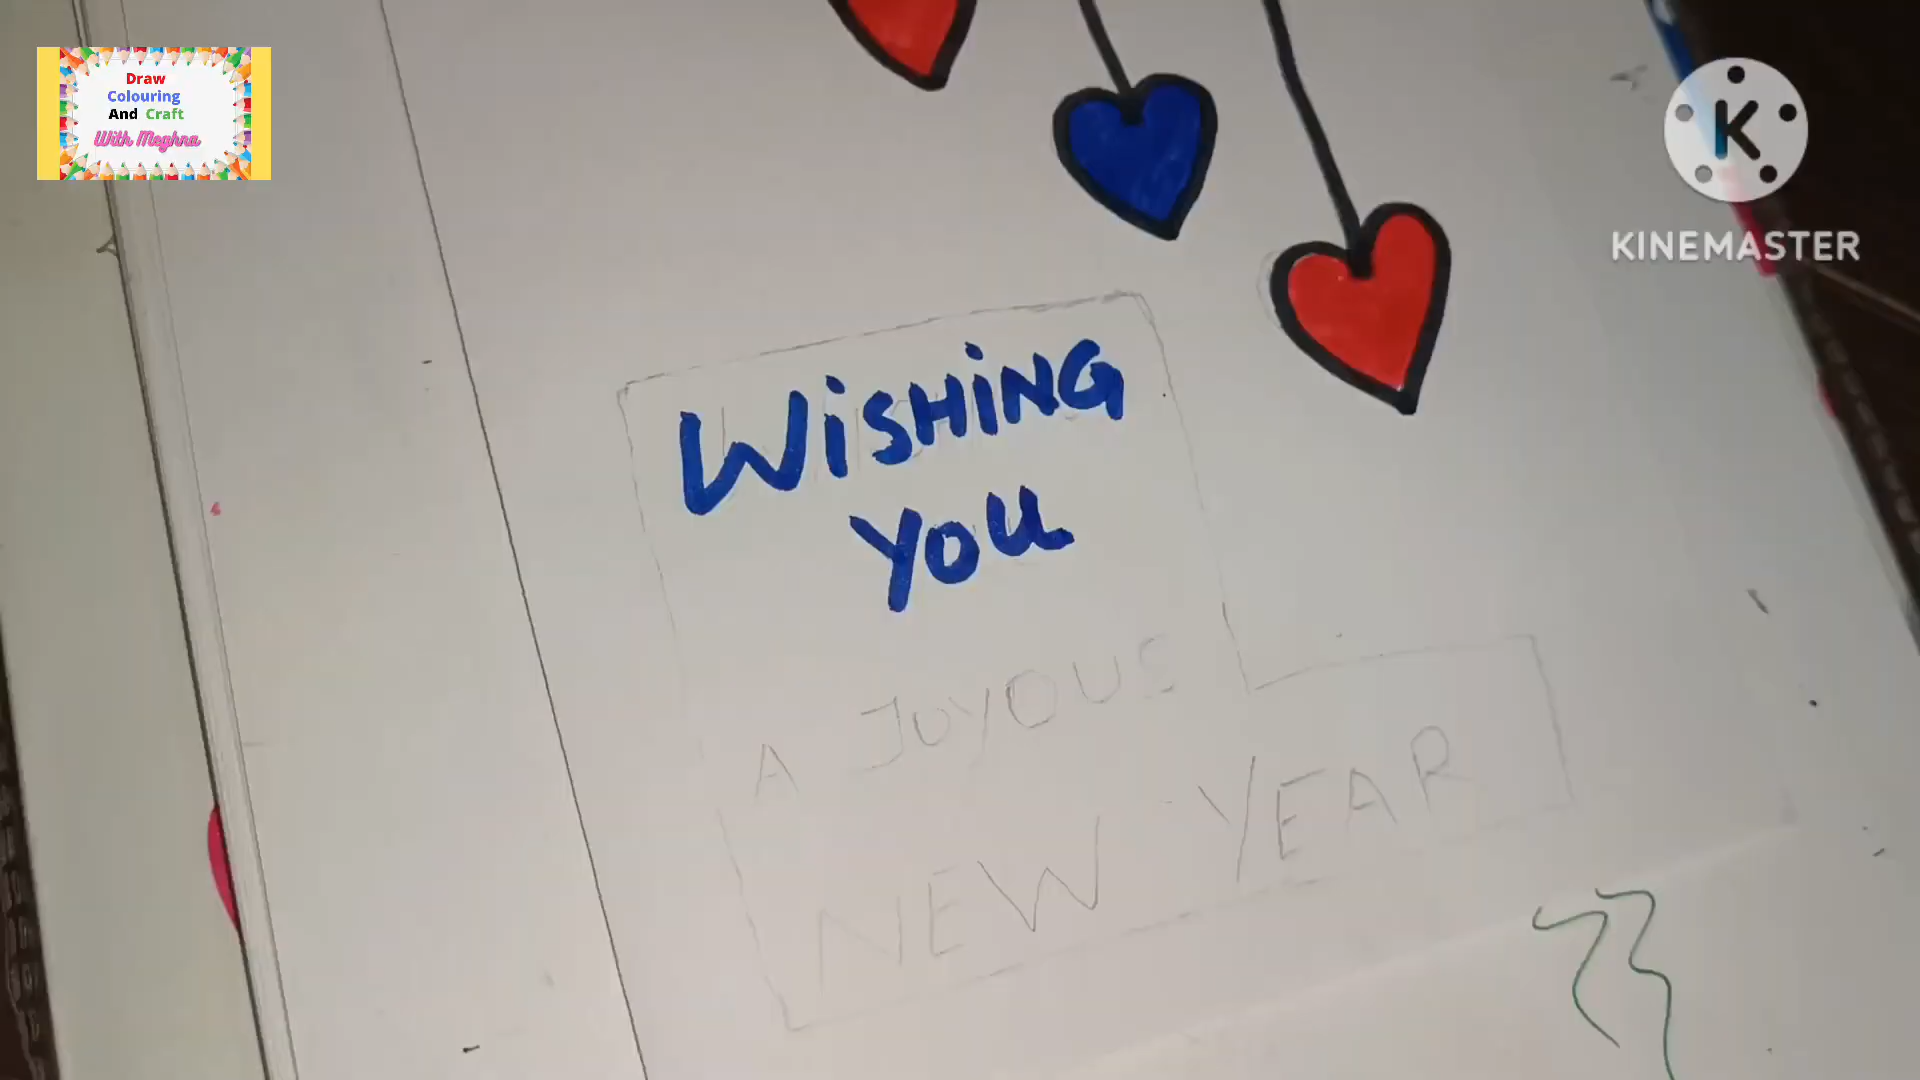 Draw
Colouring
And Craft
With Meghna
K
KINEMASTER
WiSHiNG
YOU
A JOYOUS
NEW YEAR